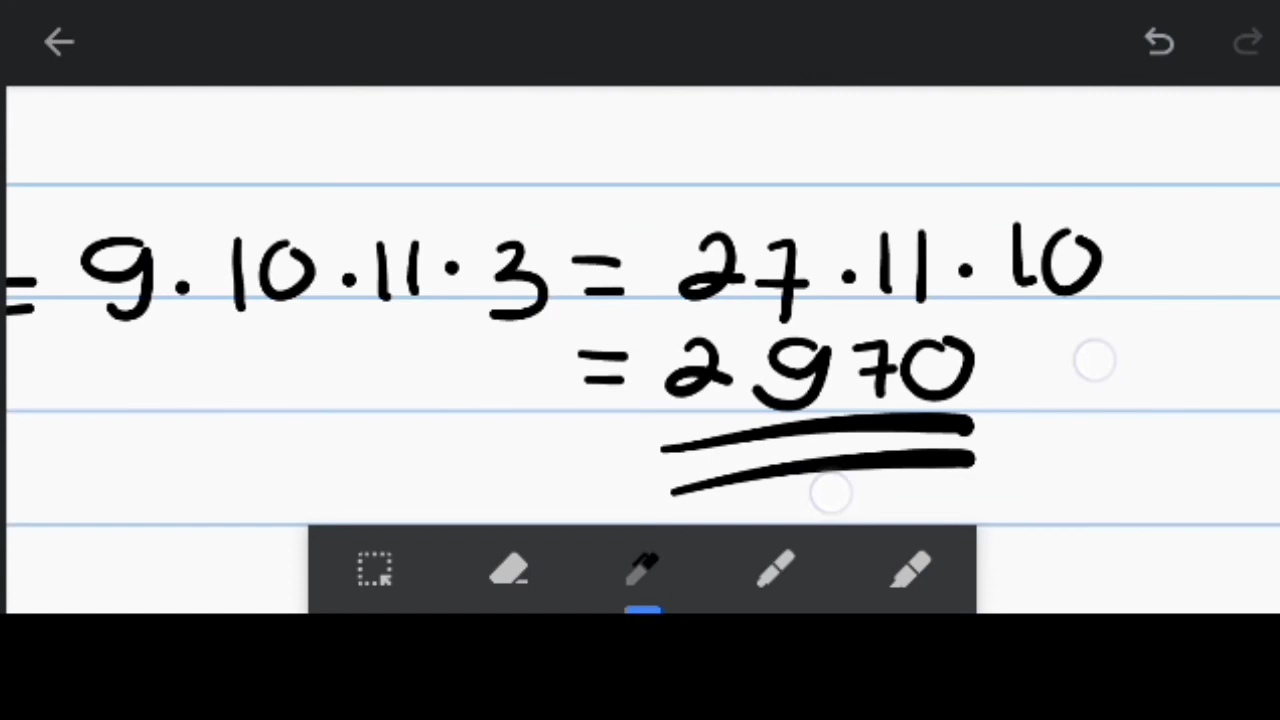 = 9 · 10 · 11 · 3 = 27 · 11 · 10
= 2970